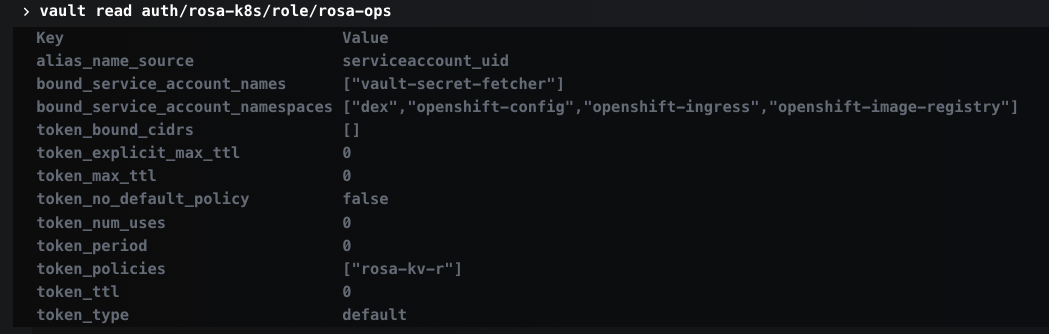 > vault read auth/rosa-k8s/role/rosa-ops
Key Value
alias_name_source serviceaccount_uid
bound_service_account_names ["vault-secret-fetcher"]
bound_service_account_namespaces ["dex","openshift-config","openshift-ingress","openshift-image-registry"]
token_bound_cidrs []
token_explicit_max_ttl 0
token_max_ttl 0
token_no_default_policy false
token_num_uses 0
token_period 0
token_policies ["rosa-kv-r"]
token_ttl 0
token_type default